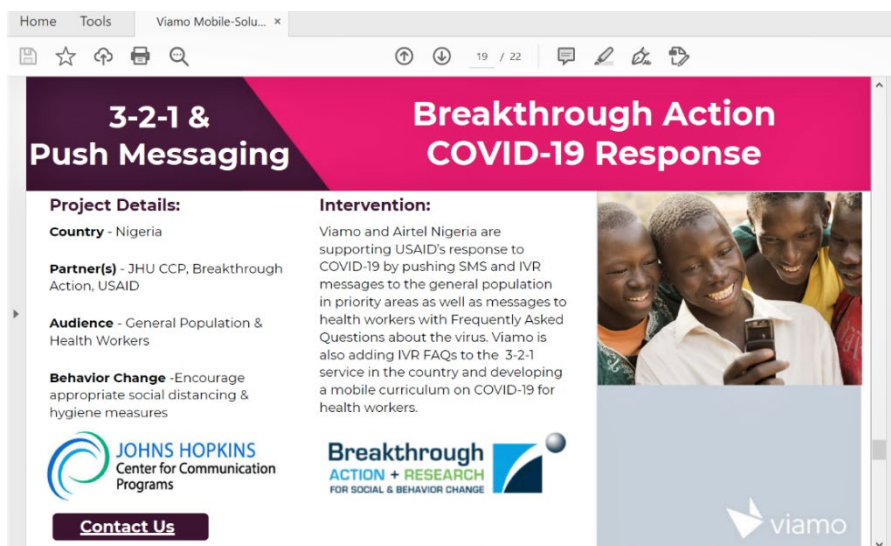 Home Tools Viamo Mobile-Solu... ×
19 / 22
3-2-1 &
Push Messaging
Breakthrough Action
COVID-19 Response
Project Details:
Country - Nigeria
Partner(s) - JHU CCP, Breakthrough
Action, USAID
Audience - General Population &
Health Workers
Behavior Change -Encourage
appropriate social distancing &
hygiene measures
JOHNS HOPKINS
Center for Communication
Programs
Contact Us
Intervention:
Viamo and Airtel Nigeria are
supporting USAID's response to
COVID-19 by pushing SMS and IVR
messages to the general population
in priority areas as well as messages to
health workers with Frequently Asked
Questions about the virus. Viamo is
also adding IVR FAQs to the 3-2-1
service in the country and developing
a mobile curriculum on COVID-19 for
health workers.
Breakthrough
ACTION + RESEARCH
FOR SOCIAL & BEHAVIOR CHANGE
viamo